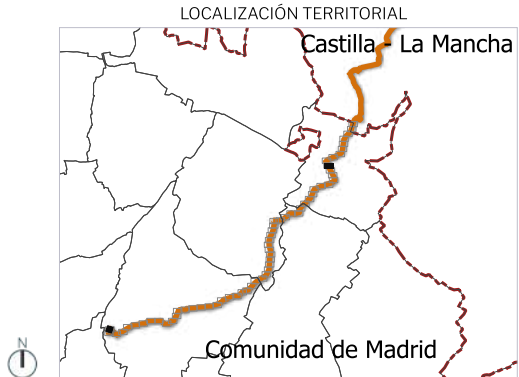 LOCALIZACIÓN TERRITORIAL
Castilla - La Mancha
Comunidad de Madrid
N